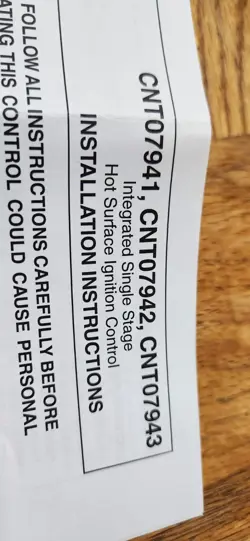 CNT07941, CNT07942, CNT07943
Integrated Single Stage
Hot Surface Ignition Control
INSTALLATION INSTRUCTIONS
FOLLOW ALL INSTRUCTIONS CAREFULLY BEFORE
ATING THIS CONTROL COULD CAUSE PERSONAL